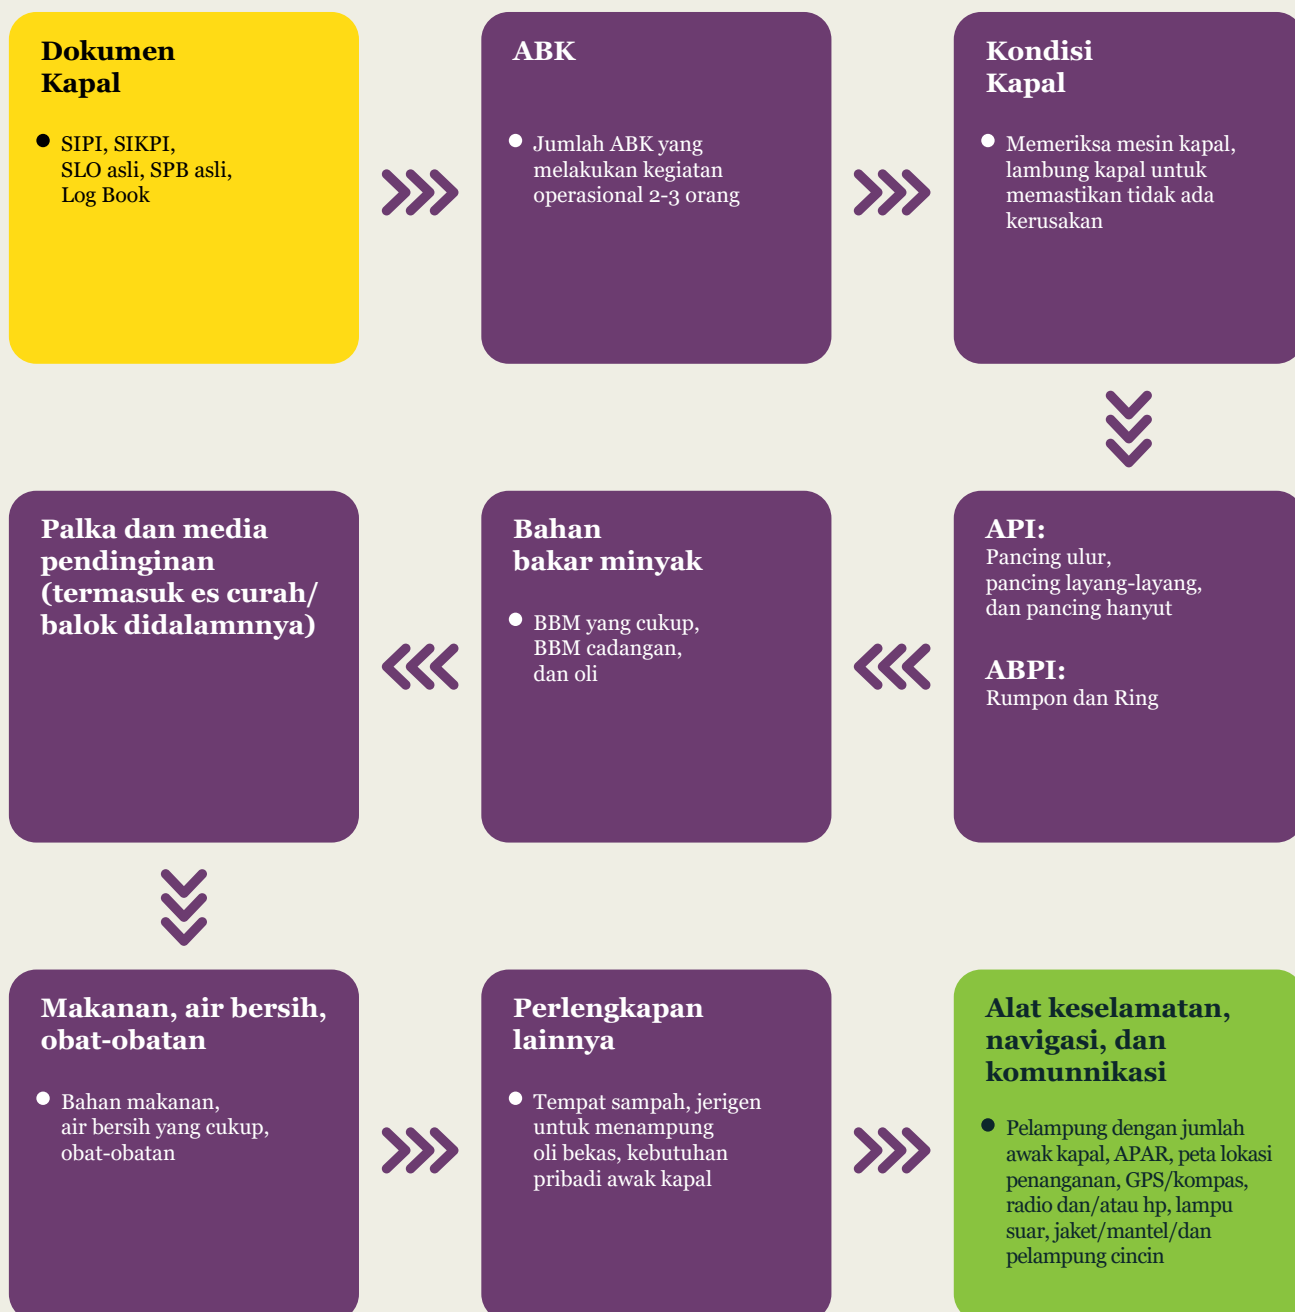 Dokumen
Kapal
● SIPI, SIKPI,
SLO asli, SPB asli,
Log Book
ABK
● Jumlah ABK yang
melakukan kegiatan
operasional 2-3 orang
Kondisi
Kapal
● Memeriksa mesin kapal,
lambung kapal untuk
memastikan tidak ada
kerusakan
API:
Pancing ulur,
pancing layang-layang,
dan pancing hanyut
ABPI:
Rumpon dan Ring
Bahan
bakar minyak
● BBM yang cukup,
BBM cadangan,
dan oli
Palka dan media
pendinginan
(termasuk es curah/
balok didalamnnya)
Makanan, air bersih,
obat-obatan
● Bahan makanan,
air bersih yang cukup,
obat-obatan
Perlengkapan
lainnya
● Tempat sampah, jerigen
untuk menampung
oli bekas, kebutuhan
pribadi awak kapal
Alat keselamatan,
navigasi, dan
komunnikasi
● Pelampung dengan jumlah
awak kapal, APAR, peta lokasi
penanganan, GPS/kompas,
radio dan/atau hp, lampu
suar, jaket/mantel/dan
pelampung cincin